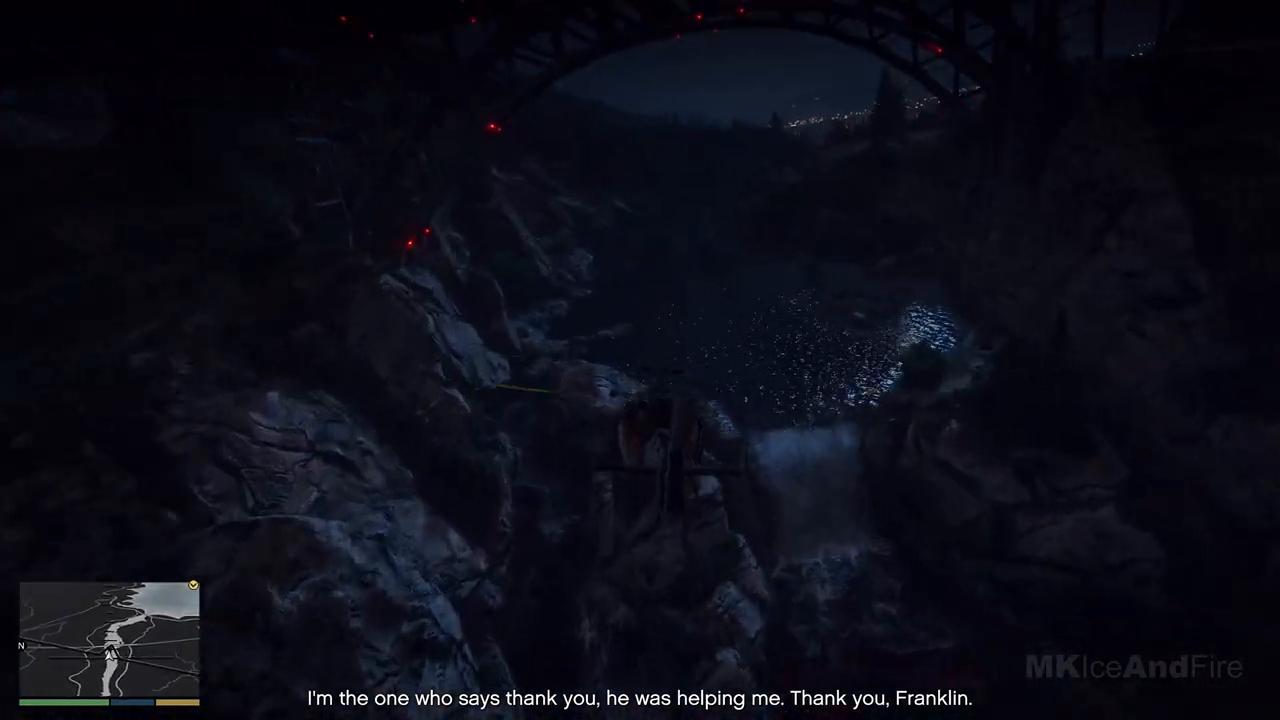 N
MKIceAndFire
I'm the one who says thank you, he was helping me. Thank you, Franklin.